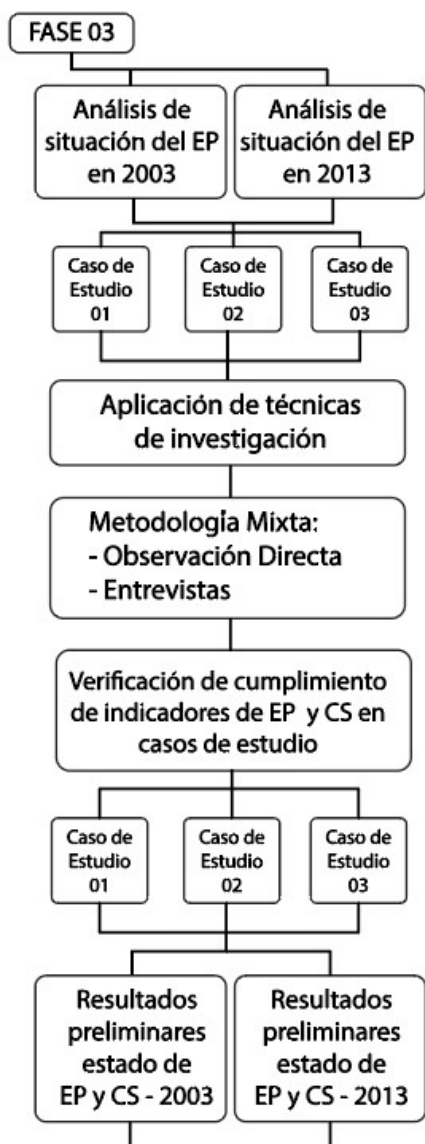 FASE 03
Análisis de
situación del EP
en 2003
Análisis de
situación del EP
en 2013
Caso de
Estudio
01
Caso de
Estudio
02
Caso de
Estudio
03
Aplicación de técnicas
de investigación
Metodología Mixta:
- Observación Directa
- Entrevistas
Verificación de cumplimiento
de indicadores de EP y CS en
casos de estudio
Caso de
Estudio
01
Caso de
Estudio
02
Caso de
Estudio
03
Resultados
preliminares
estado de
EP y CS - 2003
Resultados
preliminares
estado de
EP y CS - 2013